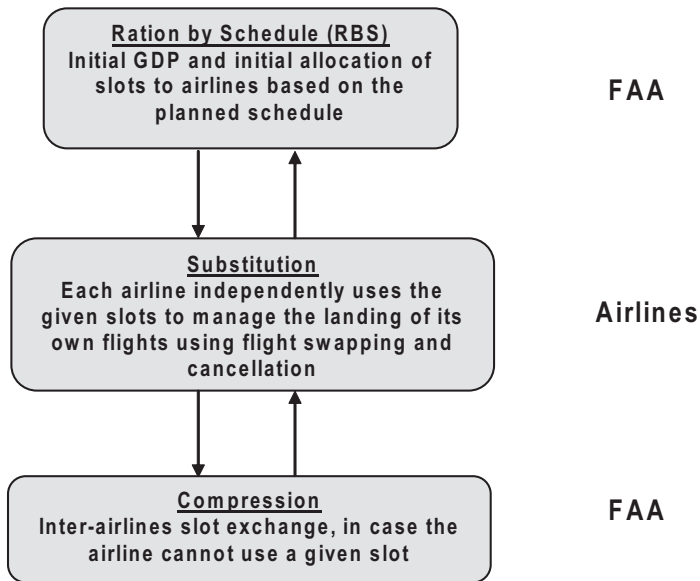 Ration by Schedule (RBS)
Initial GDP and initial allocation of
slots to airlines based on the
planned schedule
FAA
Substitution
Each airline independently uses the
given slots to manage the landing of its
own flights using flight swapping and
cancellation
Airlines
Compression
Inter-airlines slot exchange, in case the
airline cannot use a given slot
FAA